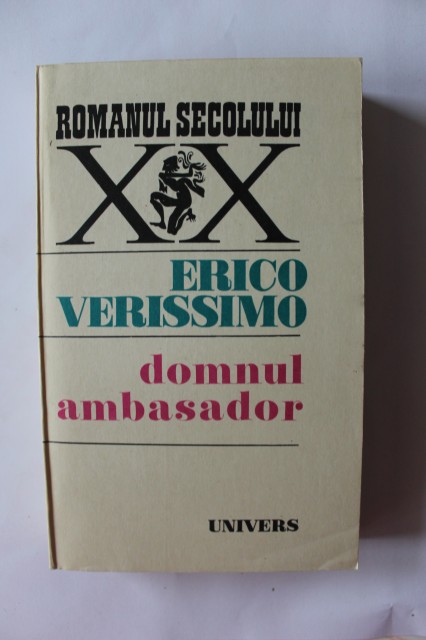 ROMANUL SECOLULUI
XX
ERICO
VERISSIMO
domnul
ambasador
UNIVERS